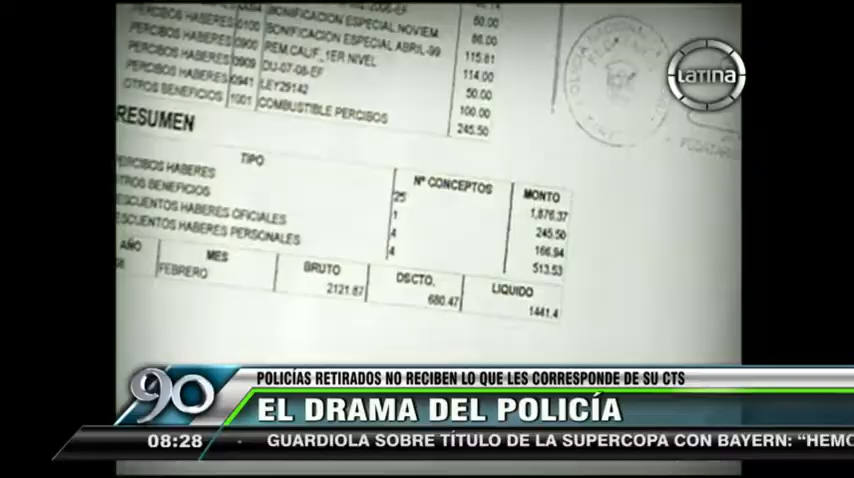 60.00
PERCIBOS HABERES 0100 BONIFICACION ESPECIAL NOVIEM. 86.00
PERCIBOS HABERES 0900 BONIFICACION ESPECIAL ABRIL-99 115.81
PERCIBOS HABERES 0909 REM.CALIF_1ER NIVEL 114.00
PERCIBOS HABERES 0941 DU-07-08-EF 50.00
LEY29142 100.00
OTROS BENEFICIOS 1001 COMBUSTIBLE PERCIBOS 245.50
RESUMEN
TIPO Nº CONCEPTOS MONTO
PERCIBOS HABERES 25 1,876.37
OTROS BENEFICIOS 1 245.50
DESCUENTOS HABERES OFICIALES 4 166.94
DESCUENTOS HABERES PERSONALES 4 513.53
AÑO MES BRUTO DSCTO. LIQUIDO
FEBRERO 2121.87 680.47 1441.4
Latina
90
POLICÍAS RETIRADOS NO RECIBEN LO QUE LES CORRESPONDE DE SU CTS
EL DRAMA DEL POLICÍA
08:28 GUARDIOLA SOBRE TÍTULO DE LA SUPERCOPA CON BAYERN: “HEMO